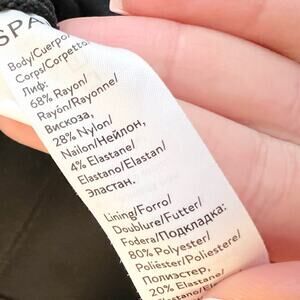 SPA
Body/Cuerpo/
Corps/Corpetto/
Лиф:
68% Rayon/
Rayón/Rayonne/
Вискоза,
28% Nylon/
Nailon/Нейлон,
4% Elastane/
Elastano/Elastan/
Эластан.
Lining/Forro/
Doublure/Futter/
Fodera/Подкладка:
80% Polyester/
Poliéster/Poliestere/
Полиэстер,
20% Elastane/